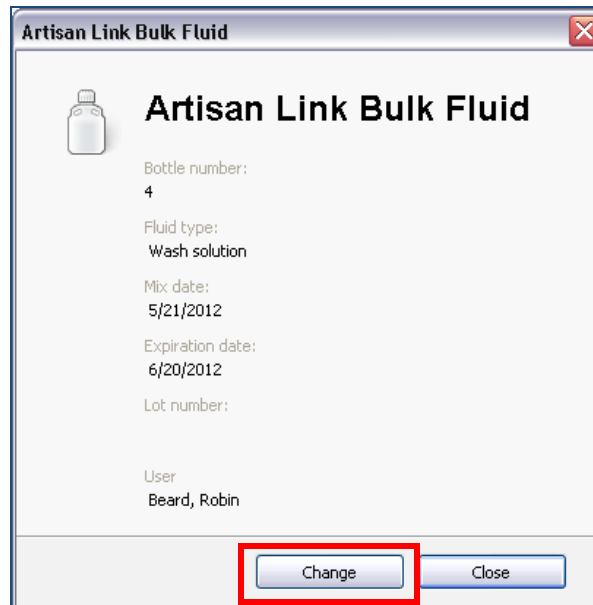 Artisan Link Bulk Fluid
Artisan Link Bulk Fluid
Bottle number:
4
Fluid type:
Wash solution
Mix date:
5/21/2012
Expiration date:
6/20/2012
Lot number:
User
Beard, Robin
Change
Close